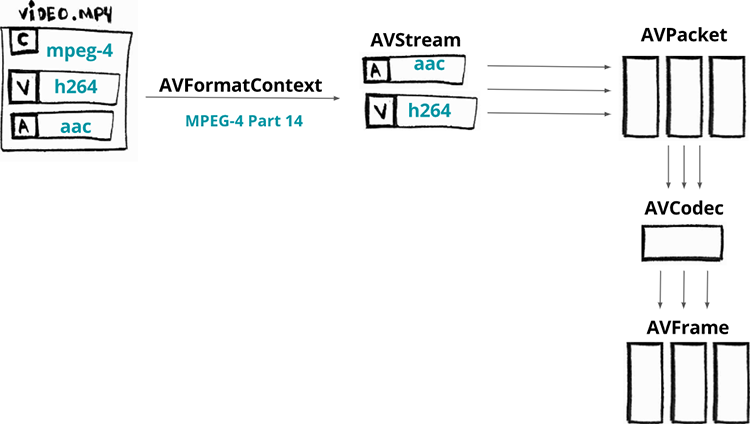 ViDEO.MP4
C mpeg-4
V h264
A aac
AVFormatContext
MPEG-4 Part 14
AVStream
A aac
V h264
AVPacket
AVCodec
AVFrame